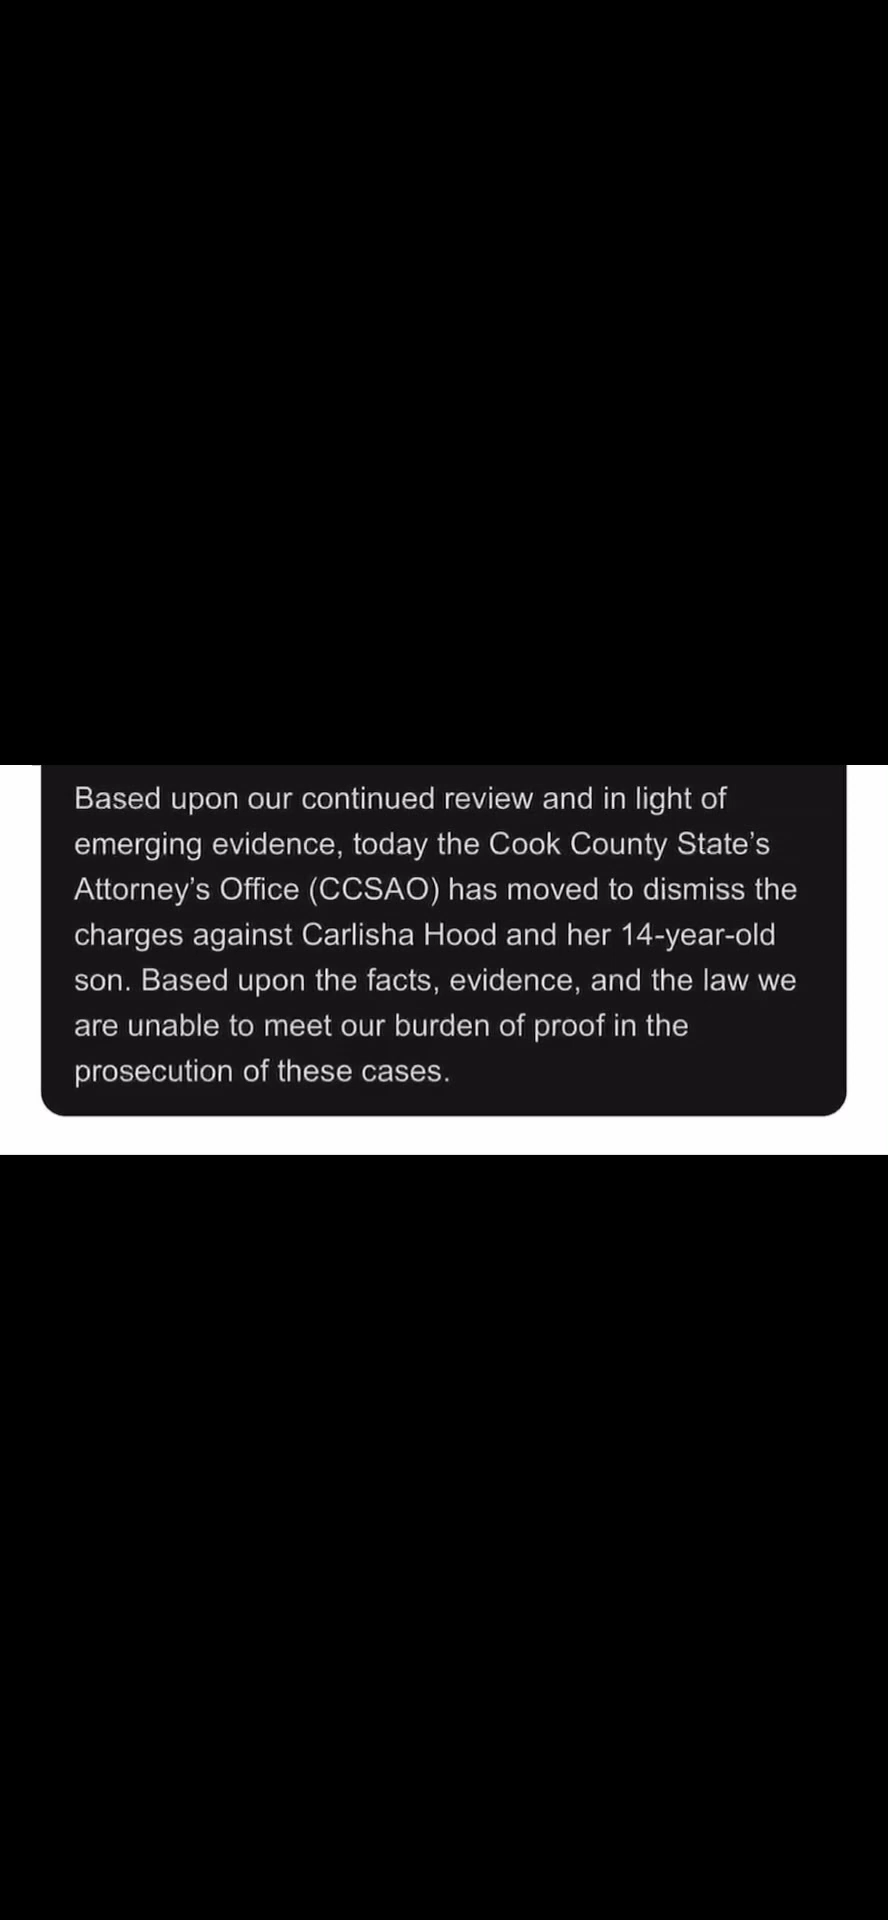 Based upon our continued review and in light of
emerging evidence, today the Cook County State’s
Attorney’s Office (CCSAO) has moved to dismiss the
charges against Carlisha Hood and her 14-year-old
son. Based upon the facts, evidence, and the law we
are unable to meet our burden of proof in the
prosecution of these cases.